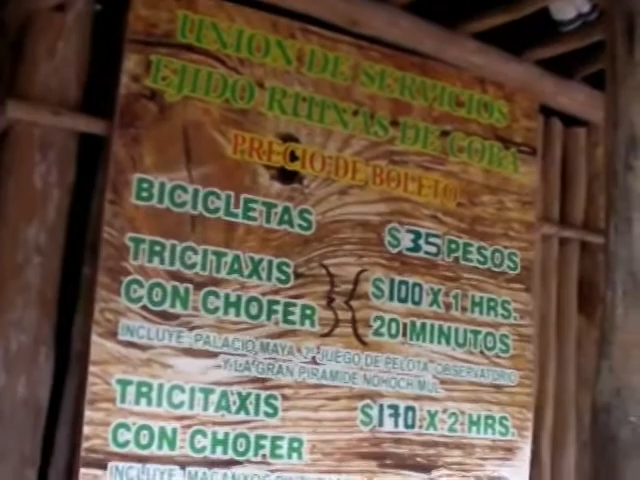 UNION DE SERVICIOS
EJIDO RUINAS DE COBA
PRECIO DE BOLETO
BICICLETAS $35 PESOS
TRICITAXIS $100 X 1 HRS.
CON CHOFER 20 MINUTOS
INCLUYE: PALACIO MAYA, 2º JUEGO DE PELOTA, OBSERVATORIO
Y LA GRAN PIRAMIDE NOHOCH MUL
TRICITAXIS $170 X 2 HRS.
CON CHOFER
INCLUYE: